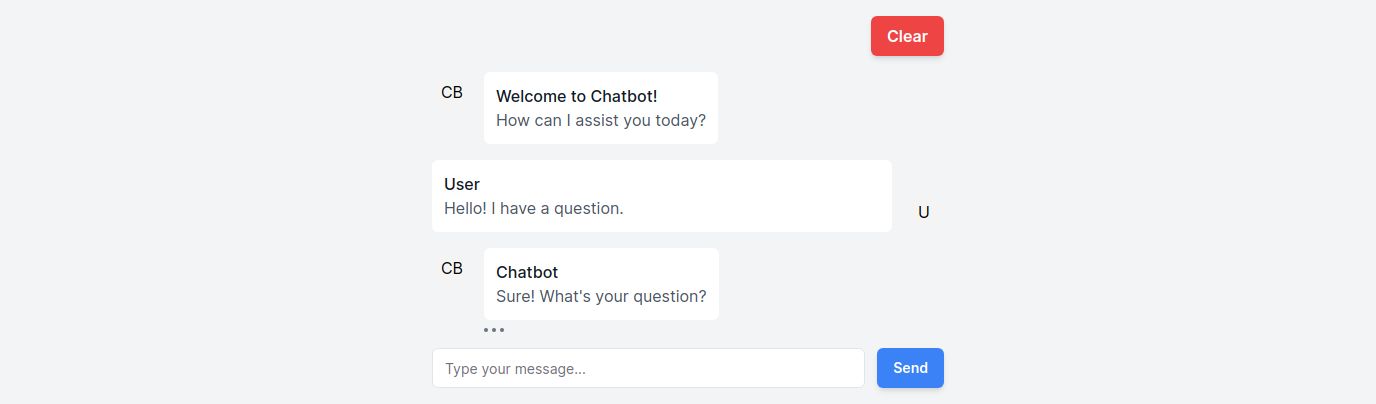 Clear
CB
Welcome to Chatbot!
How can I assist you today?
User
Hello! I have a question.
U
CB
Chatbot
Sure! What's your question?
Type your message...
Send